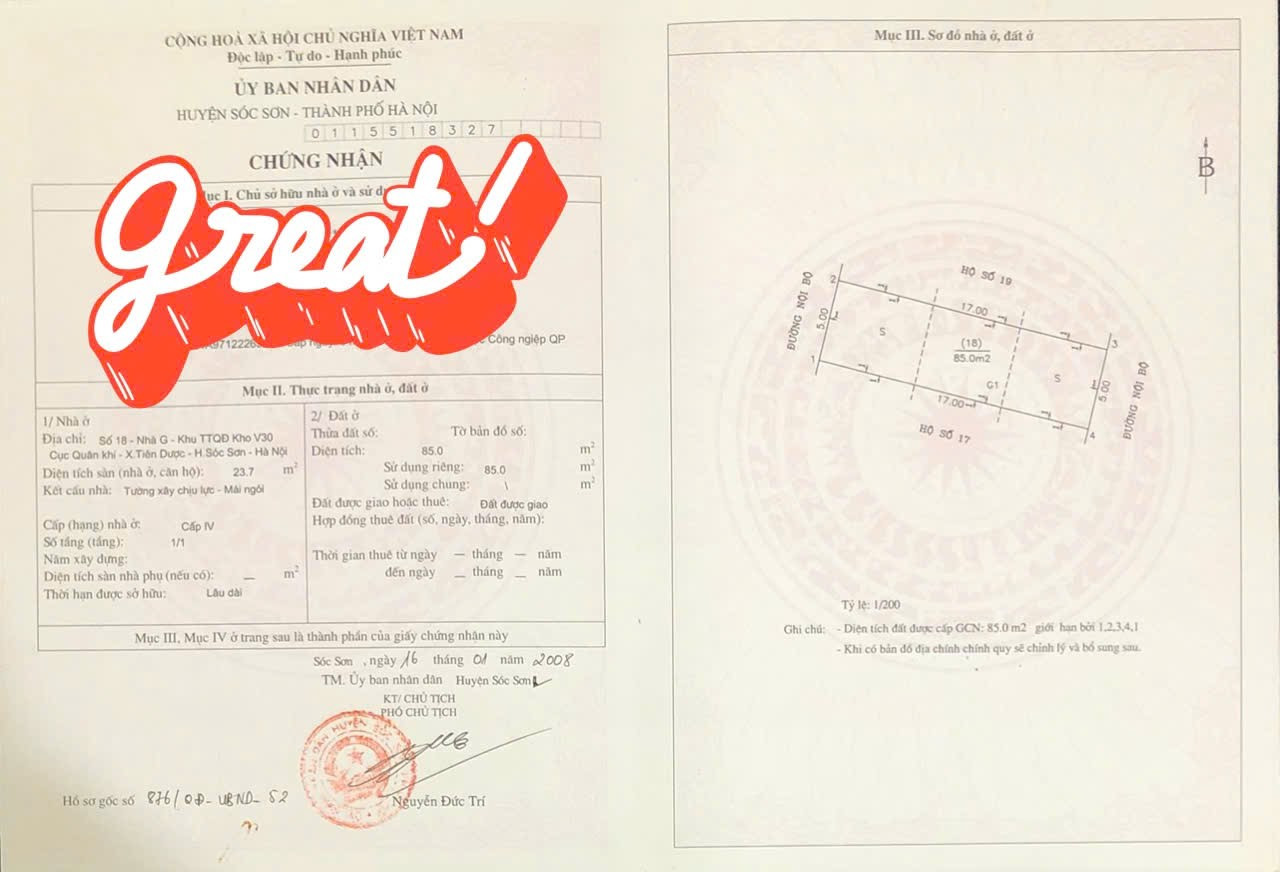 CỘNG HOÀ XÃ HỘI CHỦ NGHĨA VIỆT NAM
Độc lập - Tự do - Hạnh phúc
ỦY BAN NHÂN DÂN
HUYỆN SÓC SƠN - THÀNH PHỐ HÀ NỘI
0115518327
CHỨNG NHẬN
Mục I. Chủ sở hữu nhà ở và sử
great!
Công ngiệp QP
Mục II. Thực trạng nhà ở, đất ở
1/ Nhà ở
Địa chỉ: Số 18 - Nhà G - Khu TTQĐ Kho V30
Cục Quân khí - X.Tiên Dược - H.Sóc Sơn - Hà Nội
Diện tích sàn (nhà ở, căn hộ): 23.7 m2
Kết cấu nhà: Tường xây chịu lực - Mái ngói
Cấp (hạng) nhà ở: Cấp IV
Số tầng (tầng): 1/1
Năm xây dựng:
Diện tích sàn nhà phụ (nếu có): — m2
Thời hạn được sở hữu: Lâu dài
2/ Đất ở
Thửa đất số: Tờ bản đồ số:
Diện tích: 85.0 m2
Sử dụng riêng: 85.0 m2
Sử dụng chung: \ m2
Đất được giao hoặc thuê: Đất được giao
Hợp đồng thuê đất (số, ngày, tháng, năm):
Thời gian thuê từ ngày — tháng — năm
đến ngày — tháng — năm
Mục III, Mục IV ở trang sau là thành phần của giấy chứng nhận này
Sóc Sơn , ngày 16 tháng 01 năm 2008
TM. Ủy ban nhân dân Huyện Sóc Sơn
KT/ CHỦ TỊCH
PHÓ CHỦ TỊCH
Hồ sơ gốc số 876/QĐ-UBND-S2
Nguyễn Đức Trí
Mục III. Sơ đồ nhà ở, đất ở
B
HỘ SỐ 19
ĐƯỜNG NỘI BỘ
2
17.00
5.00
S
(18)
85.0m2
3
1
G1
S
5.00
ĐƯỜNG NỘI BỘ
17.00
4
HỘ SỐ 17
Tỷ lệ: 1/200
Ghi chú: - Diện tích đất được cấp GCN: 85.0 m2 giới hạn bởi 1,2,3,4,1
- Khi có bản đồ địa chính chính quy sẽ chỉnh lý và bổ sung sau.